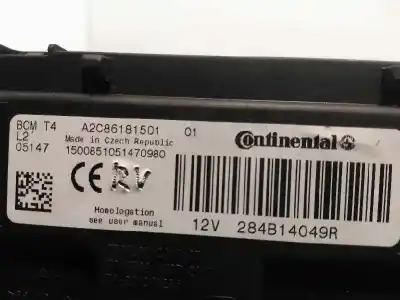 BCM T4 A2C86181501 01
L2 Made in Czech Republic
05147 1500851051470980
Continental
CE RV
Homologation
see user manual
12V 284B14049R